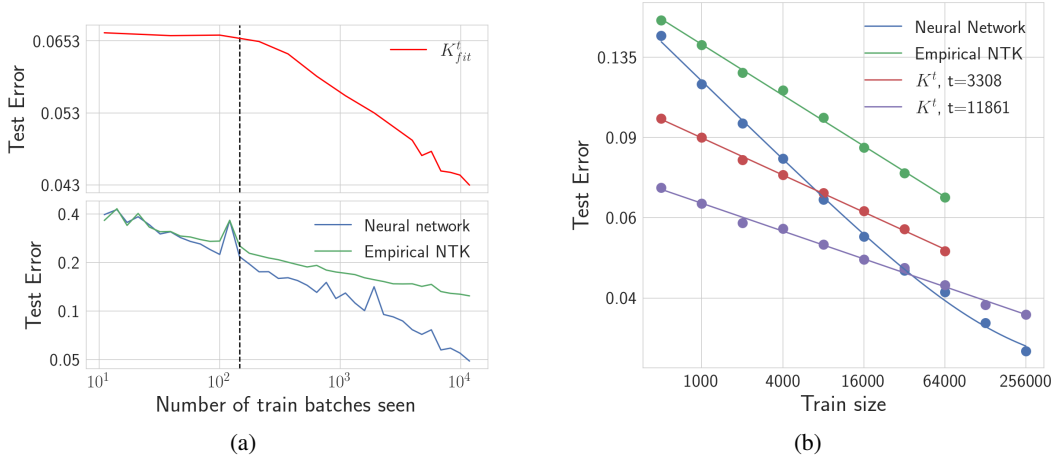 Test Error
0.0653
0.053
0.043
K^t_{fit}
Test Error
0.4
0.2
0.1
0.05
Neural network
Empirical NTK
10^1
10^2
10^3
10^4
Number of train batches seen
(a)
Test Error
0.135
0.09
0.06
0.04
Neural Network
Empirical NTK
K^t, t=3308
K^t, t=11861
1000
4000
16000
64000
256000
Train size
(b)